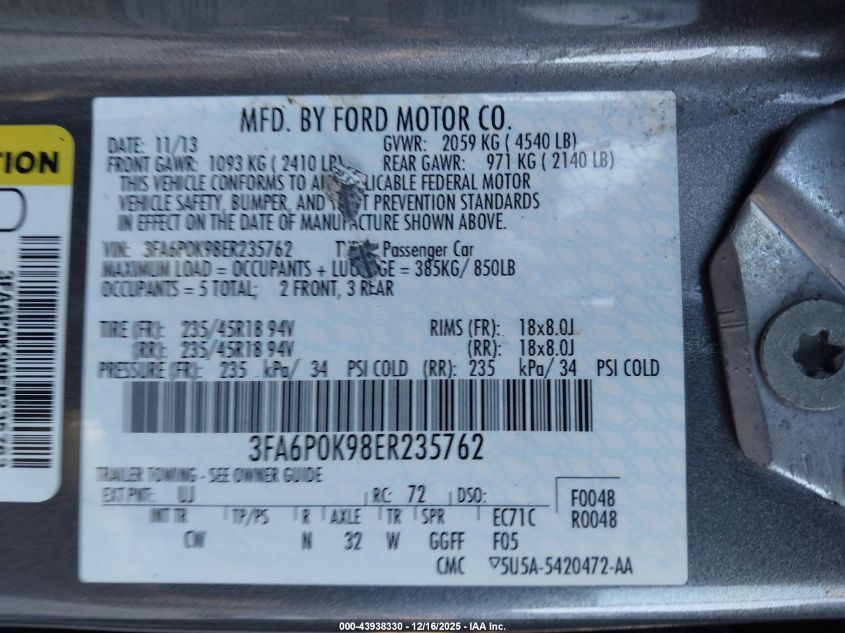 TION
MFD. BY FORD MOTOR CO.
DATE: 11/13 GVWR: 2059 KG ( 4540 LB)
FRONT GAWR: 1093 KG ( 2410 LB) REAR GAWR: 971 KG ( 2140 LB)
THIS VEHICLE CONFORMS TO FEDERAL MOTOR
VEHICLE SAFETY, BUMPER, AND PREVENTION STANDARDS
IN EFFECT ON THE DATE OF MANUFACTURE SHOWN ABOVE.
VIN: 3FA6P0K98ER235762 Passenger Car
MAXIMUM LOAD = OCCUPANTS + = 385KG/ 850LB
OCCUPANTS = 5 TOTAL; 2 FRONT, 3 REAR
TIRE (FR): 235/45R18 94V RIMS (FR): 18x8.0J
(RR): 235/45R18 94V (RR): 18x8.0J
PRESSURE (FR): 235 kPa/ 34 PSI COLD (RR): 235 kPa/ 34 PSI COLD
3FA6P0K98ER235762
TRAILER TOWING - SEE OWNER GUIDE
EXT PNT: UJ RC: 72 DSO: F0048
INT TR TP/PS R AXLE TR SPR EC71C R0048
CW N 32 W GGFF F05
CMC 5U5A-5420472-AA
000-43938330 - 12/16/2025 - IAA Inc.